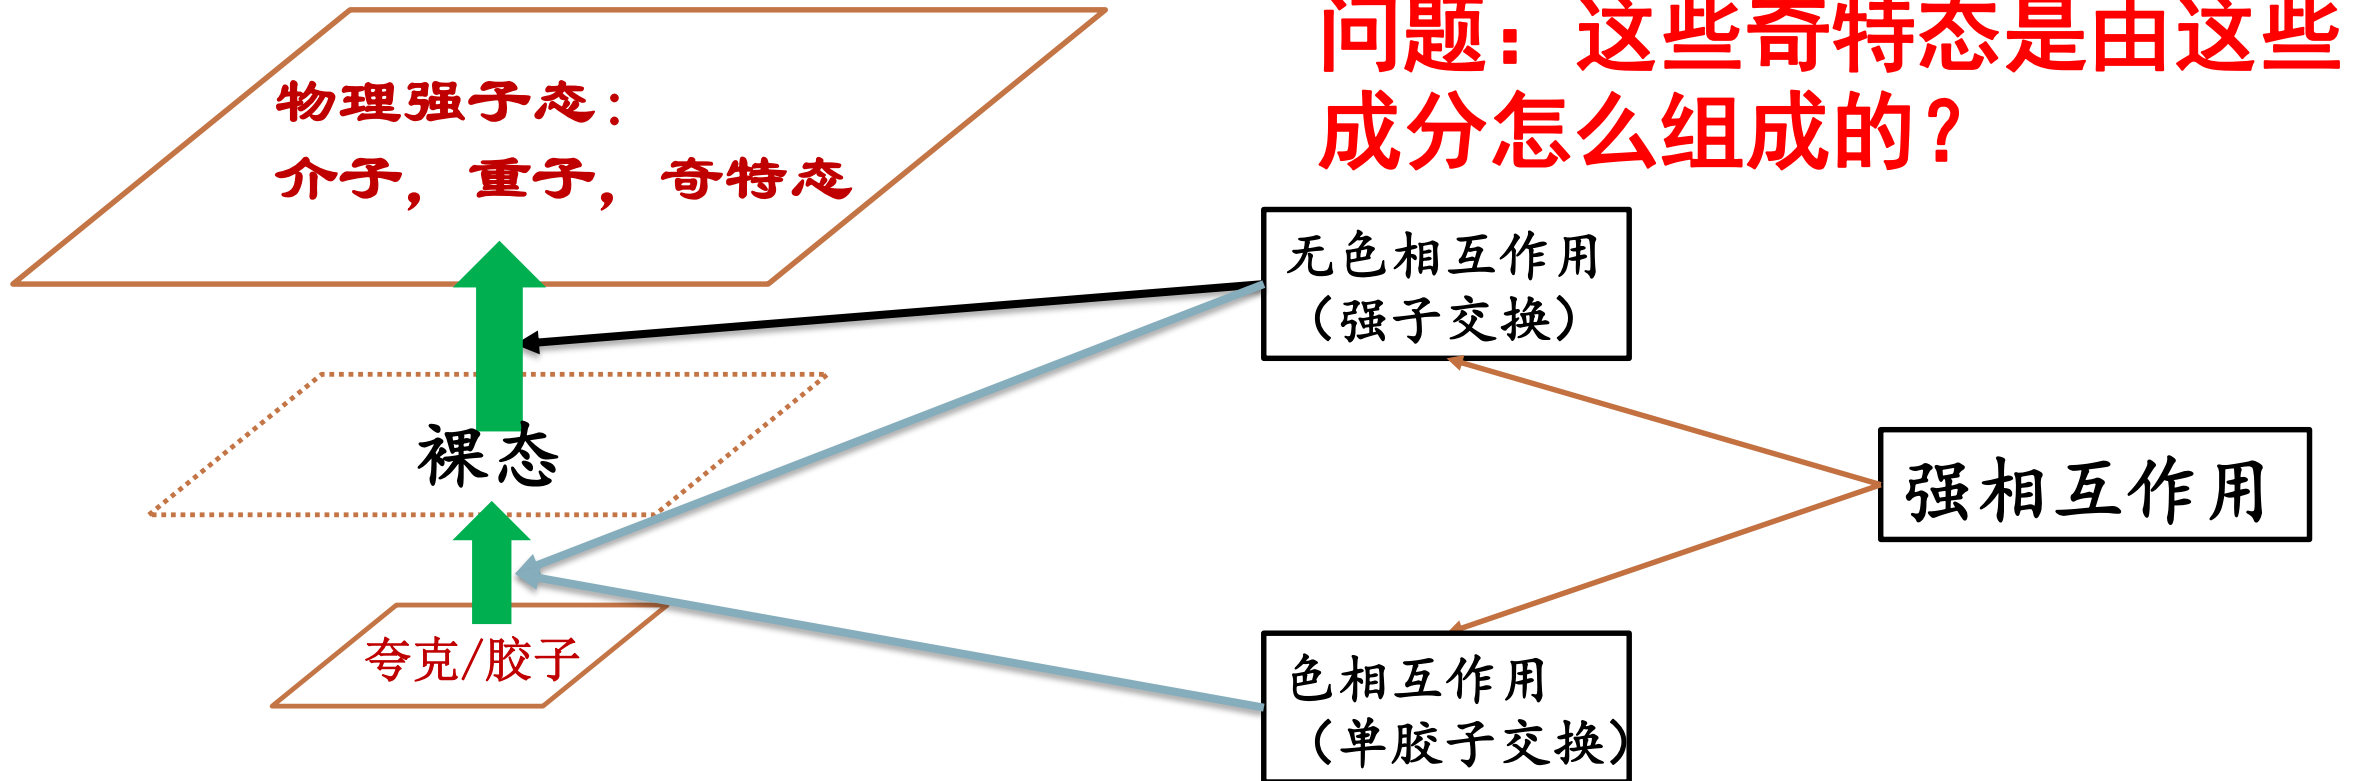 问题：这些奇特态是由这些
成分怎么组成的？
物理强子态：
介子，重子，奇特态
无色相互作用
（强子交换）
裸态
强相互作用
夸克/胶子
色相互作用
（单胶子交换）